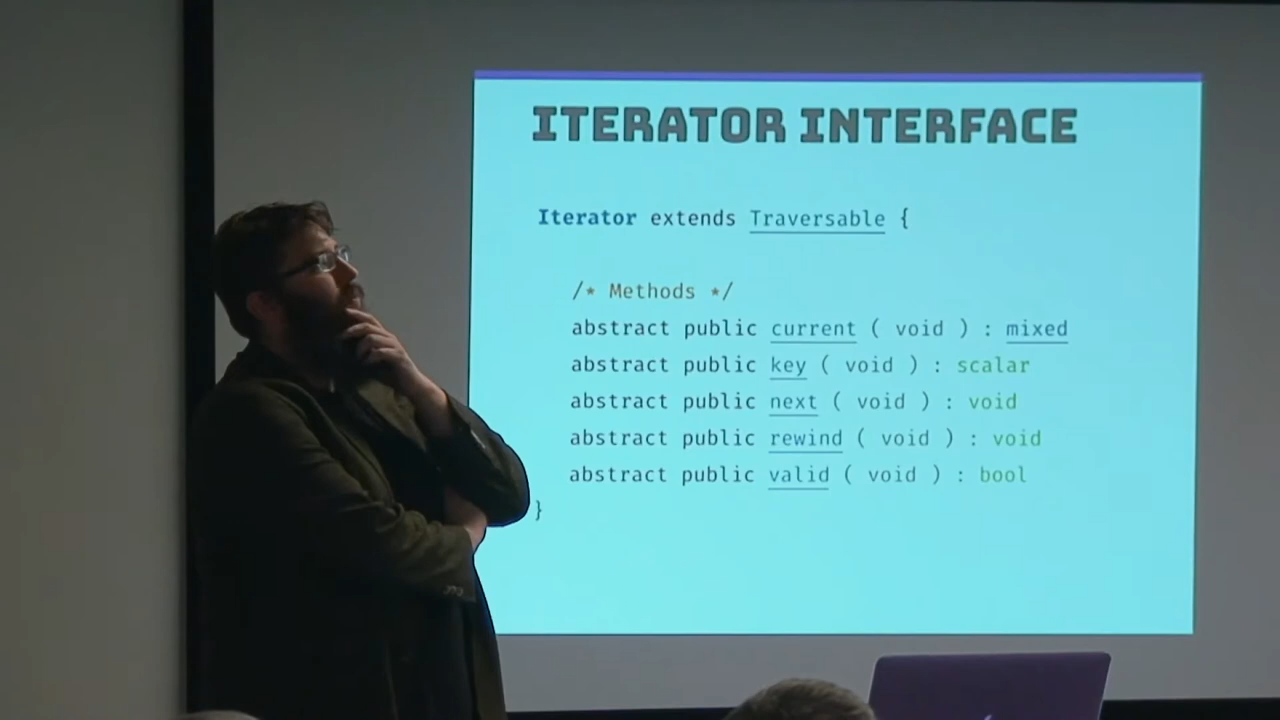 ITERATOR INTERFACE
Iterator extends Traversable {
/* Methods */
abstract public current ( void ) : mixed
abstract public key ( void ) : scalar
abstract public next ( void ) : void
abstract public rewind ( void ) : void
abstract public valid ( void ) : bool
}